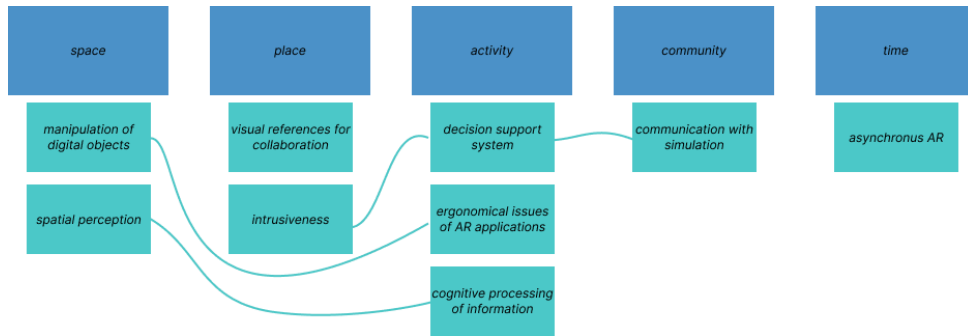 space
place
activity
community
time
manipulation of
digital objects
visual references for
collaboration
decision support
system
communication with
simulation
asynchronus AR
spatial perception
intrusiveness
ergonomical issues
of AR applications
cognitive processing
of information